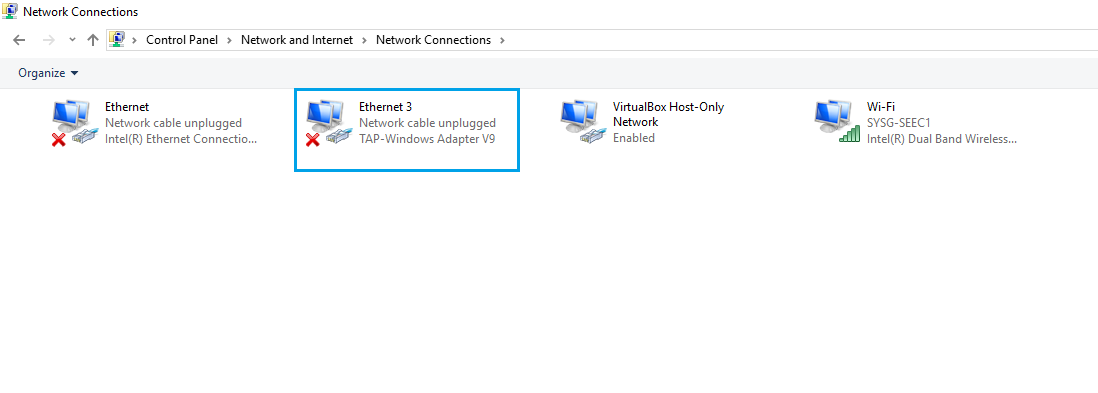 Network Connections
Control Panel > Network and Internet > Network Connections >
Organize
Ethernet
Network cable unplugged
Intel(R) Ethernet Connectio...
Ethernet 3
Network cable unplugged
TAP-Windows Adapter V9
VirtualBox Host-Only
Network
Enabled
Wi-Fi
SYSG-SEEC1
Intel(R) Dual Band Wireless...